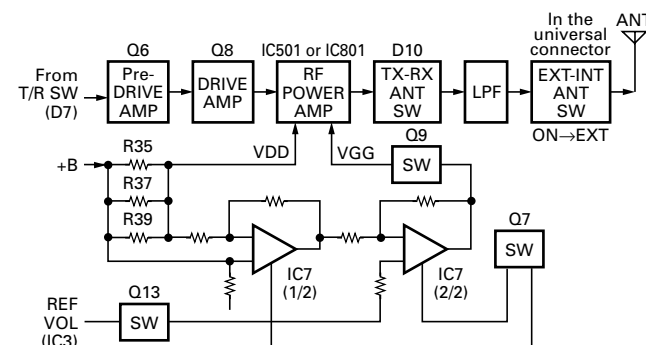 In the
universal
connector
ANT
Q6
Q8
IC501 or IC801
D10
From
T/R SW
(D7)
Pre-
DRIVE
AMP
DRIVE
AMP
RF
POWER
AMP
TX-RX
ANT
SW
LPF
EXT-INT
ANT
SW
ON→EXT
+B
R35
R37
R39
VDD
VGG
Q9
SW
Q7
SW
IC7
(1/2)
IC7
(2/2)
REF
VOL
(IC3)
Q13
SW